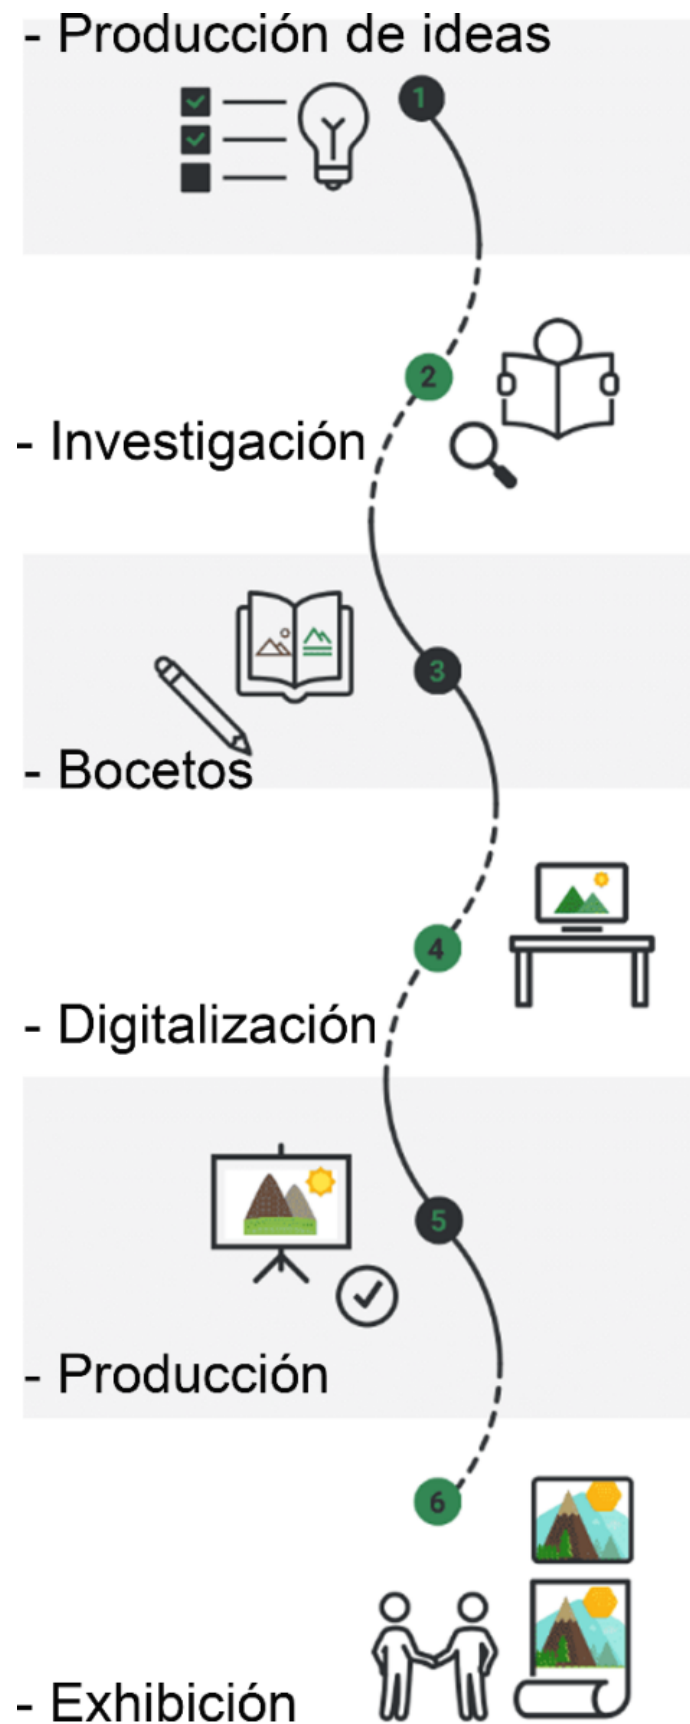 - Producción de ideas
1
2
- Investigación
3
- Bocetos
4
- Digitalización
5
- Producción
6
- Exhibición